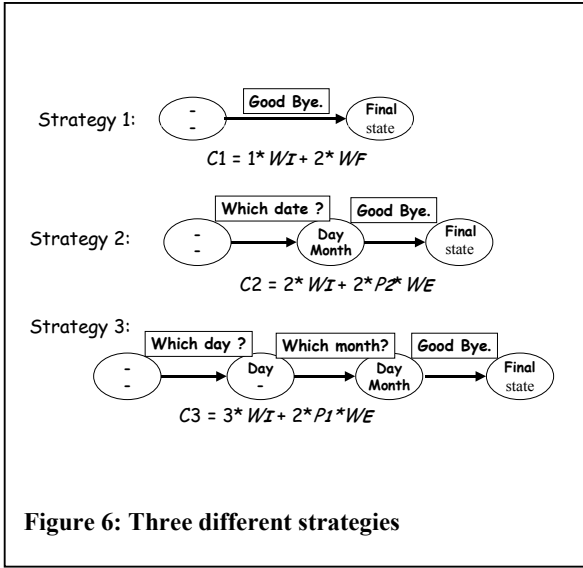 Good Bye.
Strategy 1:
-
-
Final
state
C1 = 1* WI + 2* WF
Which date ?
Good Bye.
Strategy 2:
-
-
Day
Month
Final
state
C2 = 2* WI + 2* P2* WE
Strategy 3:
Which day ?
Which month?
Good Bye.
-
-
Day
-
Day
Month
Final
state
C3 = 3* WI + 2* P1*WE
Figure 6: Three different strategies